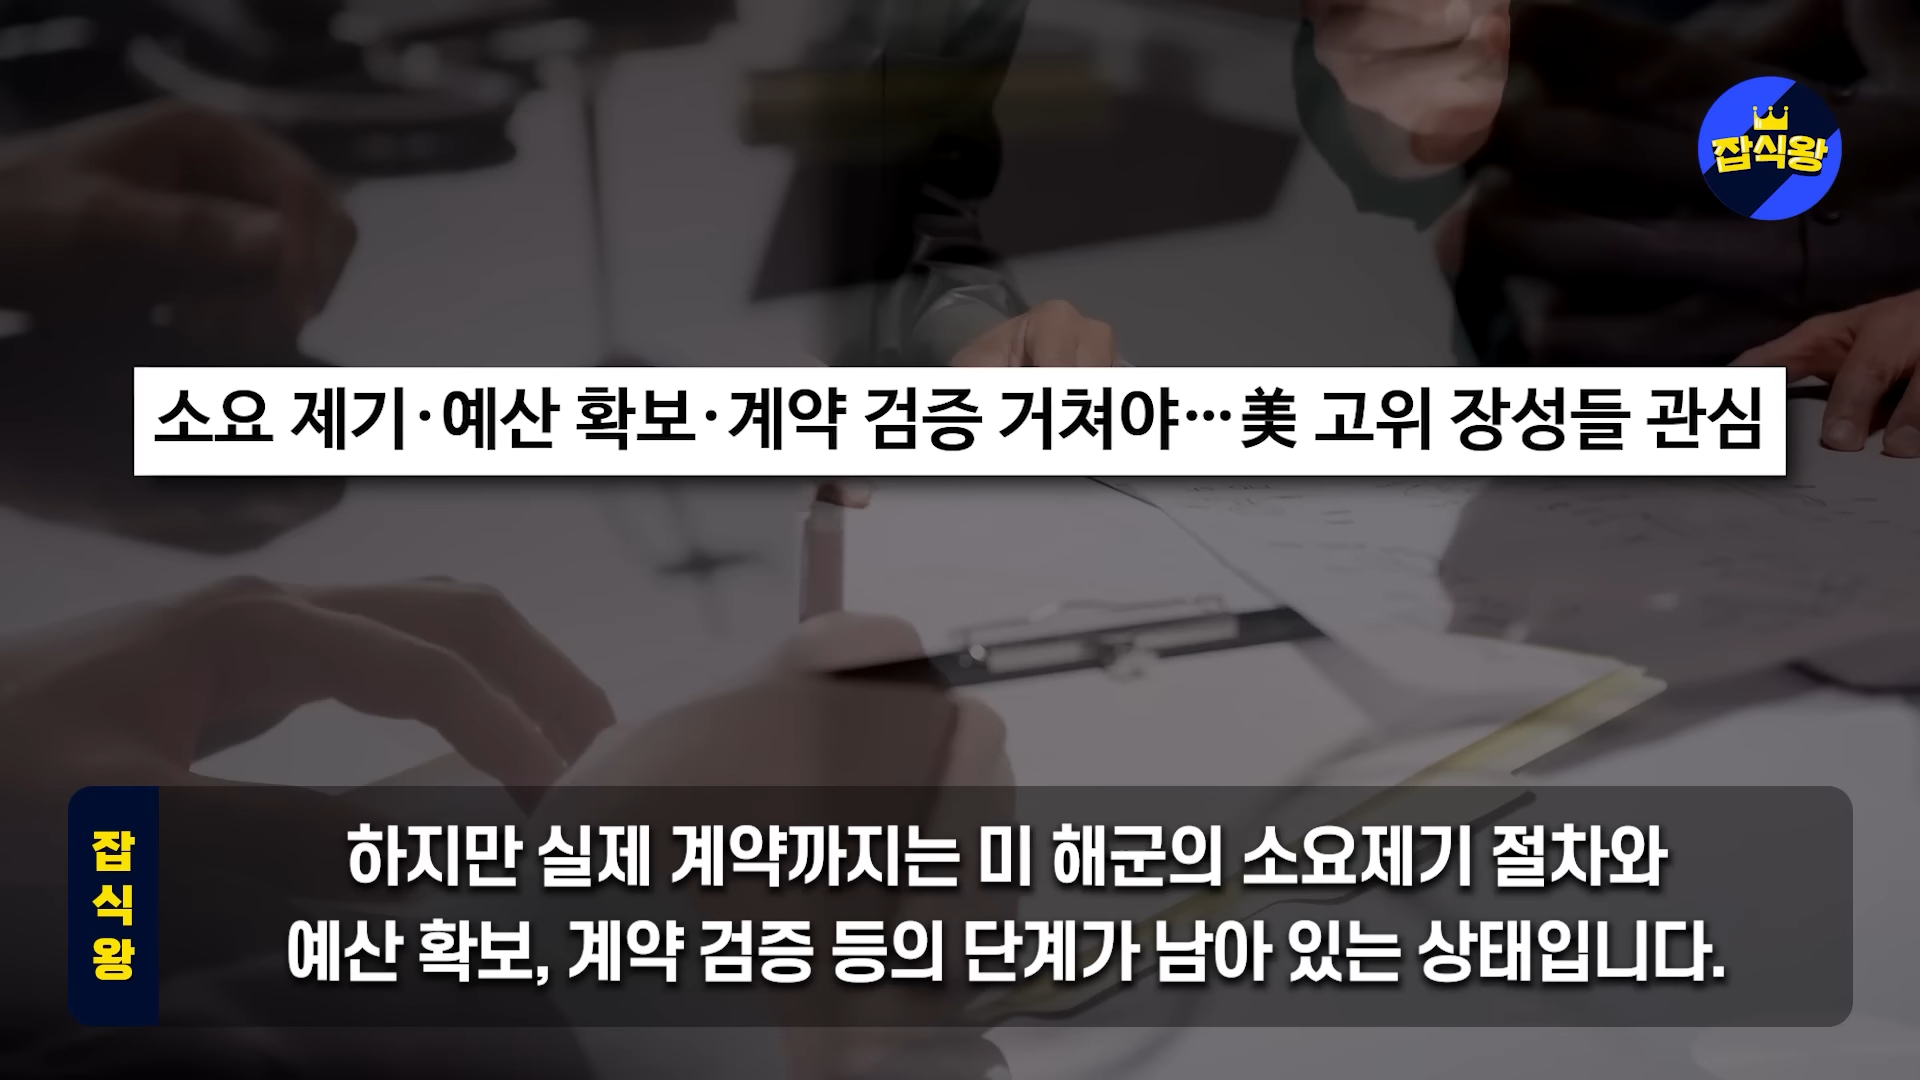 잡식왕
소요 제기·예산 확보·계약 검증 거쳐야…美 고위 장성들 관심
잡식왕
하지만 실제 계약까지는 미 해군의 소요제기 절차와
예산 확보, 계약 검증 등의 단계가 남아 있는 상태입니다.